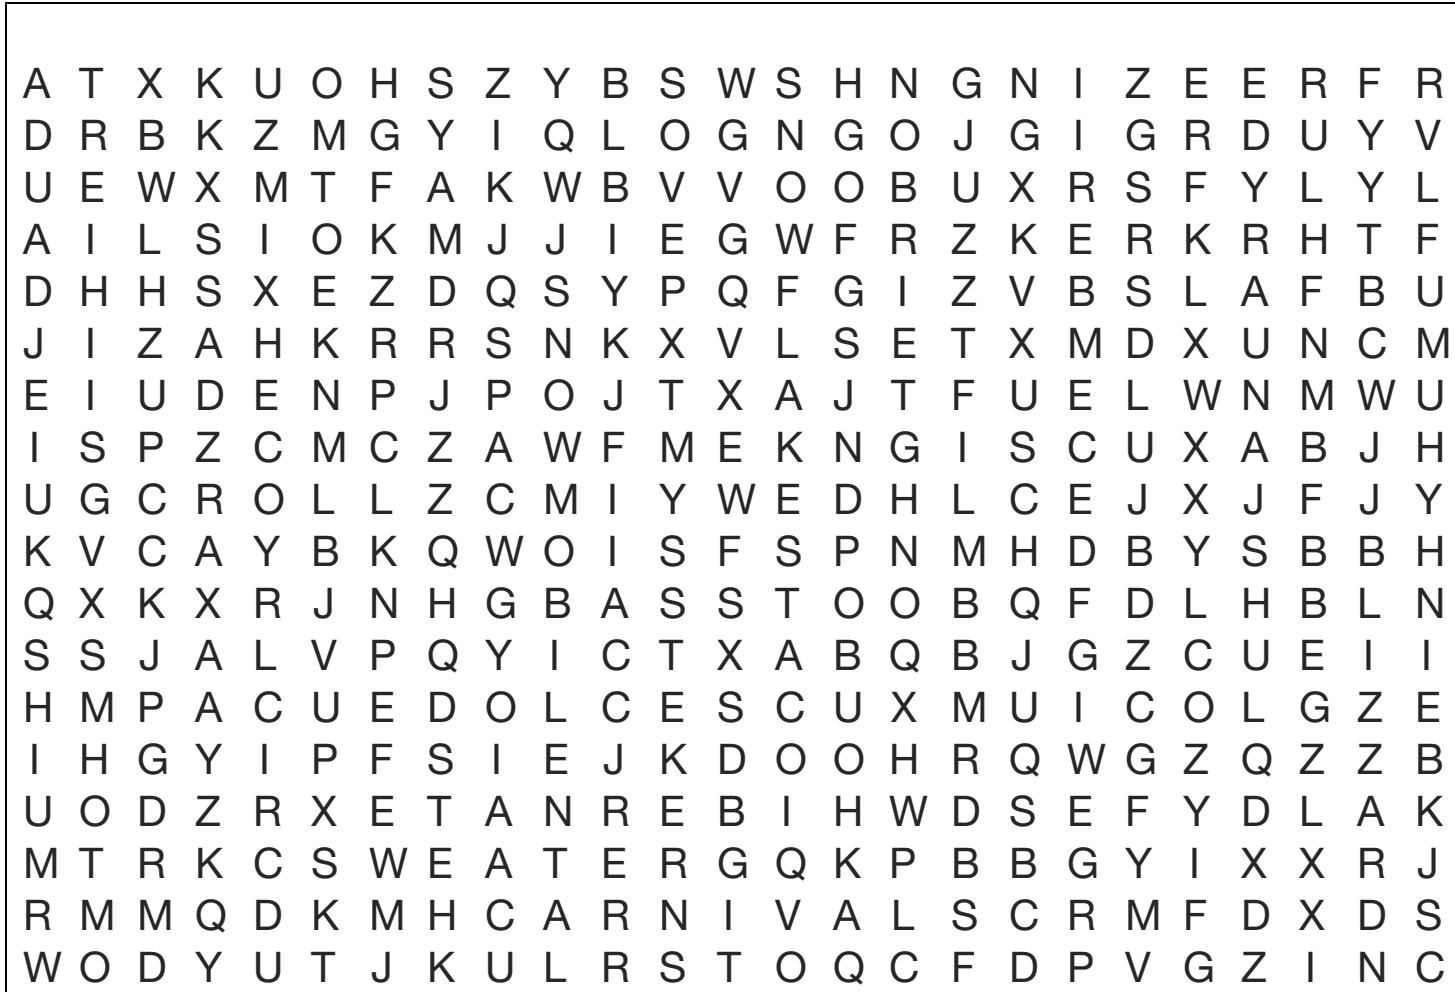 A T X K U O H S Z Y B S W S H N G N I Z E E R F R
D R B K Z M G Y I Q L O G N G O J G I G R D U Y V
U E W X M T F A K W B V V O O B U X R S F Y L Y L
A I L S I O K M J J I E G W F R Z K E R K R H T F
D H H S X E Z D Q S Y P Q F G I Z V B S L A F B U
J I Z A H K R R S N K X V L S E T X M D X U N C M
E I U D E N P J P O J T X A J T F U E L W N M W U
I S P Z C M C Z A W F M E K N G I S C U X A B J H
U G C R O L L Z C M I Y W E D H L C E J X J F J Y
K V C A Y B K Q W O I S F S P N M H D B Y S B B H
Q X K X R J N H G B A S S T O O B Q F D L H B L N
S S J A L V P Q Y I C T X A B Q B J G Z C U E I I
H M P A C U E D O L C E S C U X M U I C O L G Z E
I H G Y I P F S I E J K D O O H R Q W G Z Q Z Z B
U O D Z R X E T A N R E B I H W D S E F Y D L A K
M T R K C S W E A T E R G Q K P B B G Y I X X R J
R M M Q D K M H C A R N I V A L S C R M F D X D S
W O D Y U T J K U L R S T O Q C F D P V G Z I N C